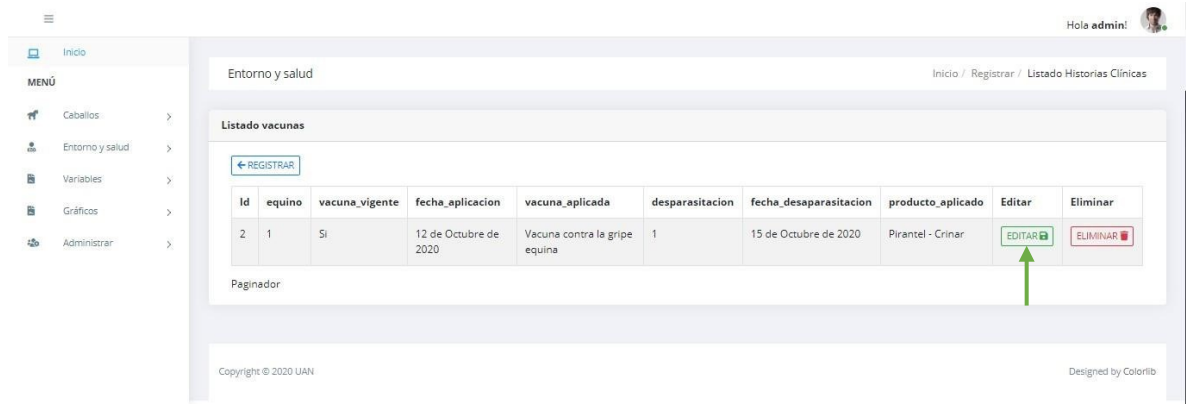 Hola admin!
Inicio
MENÚ
Caballos
Entorno y salud
Variables
Gráficos
Administrar
Entorno y salud
Inicio / Registrar / Listado Historias Clínicas
Listado vacunas
REGISTRAR
Id equino vacuna_vigente fecha_aplicacion vacuna_aplicada desparasitacion fecha_desaparasitacion producto_aplicado Editar Eliminar
2 1 Si 12 de Octubre de Vacuna contra la gripe 1 15 de Octubre de 2020 Pirantel - Crinar EDITAR ELIMINAR
2020 equina
Paginador
Copyright © 2020 UAN Designed by Colorlib